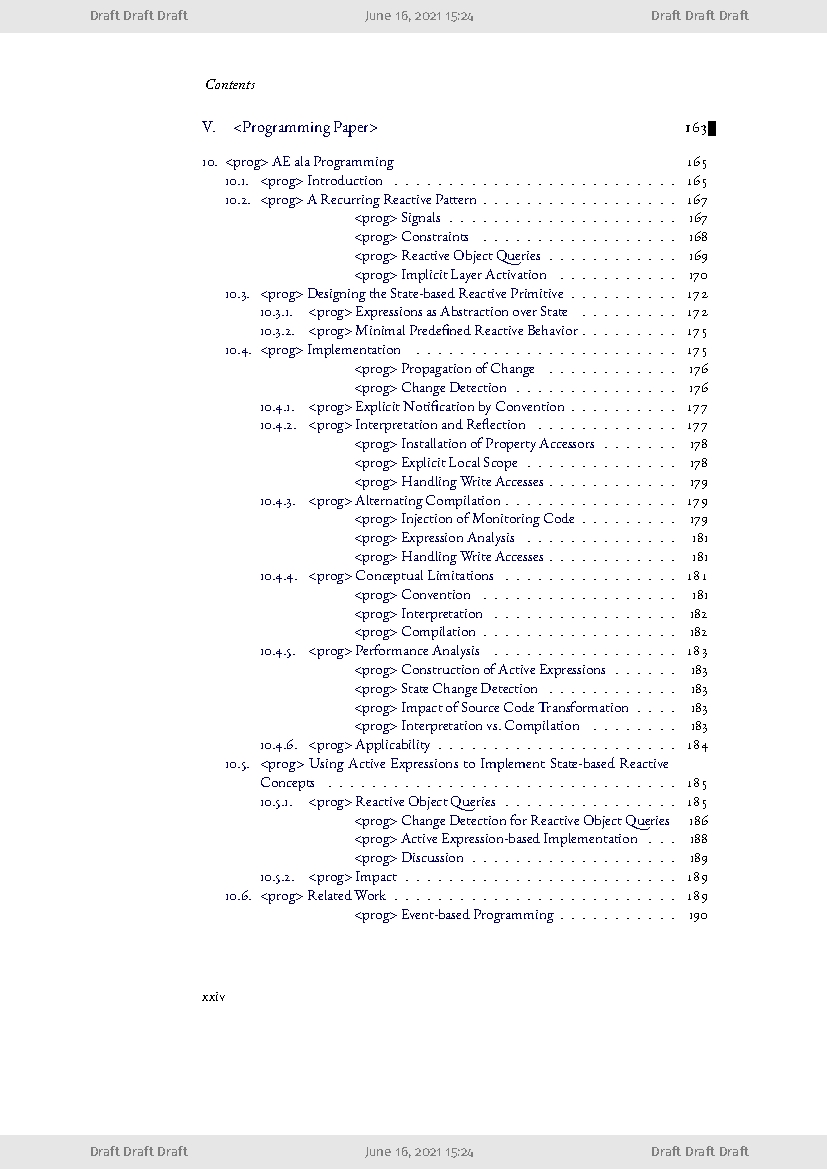 Draft Draft Draft June 16, 2021 15:24 Draft Draft Draft
Contents
V. <Programming Paper> 163
10. <prog> AE ala Programming 165
10.1. <prog> Introduction . . . . . . . . . . . . . . . . . . . . . . . . . . 165
10.2. <prog> A Recurring Reactive Pattern . . . . . . . . . . . . . . . . . . 167
<prog> Signals . . . . . . . . . . . . . . . . . . . . . 167
<prog> Constraints . . . . . . . . . . . . . . . . . . 168
<prog> Reactive Object Queries . . . . . . . . . . . . 169
<prog> Implicit Layer Activation . . . . . . . . . . . 170
10.3. <prog> Designing the State-based Reactive Primitive . . . . . . . . . . 172
10.3.1. <prog> Expressions as Abstraction over State . . . . . . . . . 172
10.3.2. <prog> Minimal Predefined Reactive Behavior . . . . . . . . . 175
10.4. <prog> Implementation . . . . . . . . . . . . . . . . . . . . . . . . 175
<prog> Propagation of Change . . . . . . . . . . . . 176
<prog> Change Detection . . . . . . . . . . . . . . . 176
10.4.1. <prog> Explicit Notification by Convention . . . . . . . . . . 177
10.4.2. <prog> Interpretation and Reflection . . . . . . . . . . . . . 177
<prog> Installation of Property Accessors . . . . . . . 178
<prog> Explicit Local Scope . . . . . . . . . . . . . . 178
<prog> Handling Write Accesses . . . . . . . . . . . . 179
10.4.3. <prog> Alternating Compilation . . . . . . . . . . . . . . . . 179
<prog> Injection of Monitoring Code . . . . . . . . . 179
<prog> Expression Analysis . . . . . . . . . . . . . . 181
<prog> Handling Write Accesses . . . . . . . . . . . . 181
10.4.4. <prog> Conceptual Limitations . . . . . . . . . . . . . . . . 181
<prog> Convention . . . . . . . . . . . . . . . . . . 181
<prog> Interpretation . . . . . . . . . . . . . . . . . 182
<prog> Compilation . . . . . . . . . . . . . . . . . . 182
10.4.5. <prog> Performance Analysis . . . . . . . . . . . . . . . . . 183
<prog> Construction of Active Expressions . . . . . . 183
<prog> State Change Detection . . . . . . . . . . . . 183
<prog> Impact of Source Code Transformation . . . . 183
<prog> Interpretation vs. Compilation . . . . . . . . 183
10.4.6. <prog> Applicability . . . . . . . . . . . . . . . . . . . . . . 184
10.5. <prog> Using Active Expressions to Implement State-based Reactive
Concepts . . . . . . . . . . . . . . . . . . . . . . . . . . . . . . . . 185
10.5.1. <prog> Reactive Object Queries . . . . . . . . . . . . . . . . 185
<prog> Change Detection for Reactive Object Queries 186
<prog> Active Expression-based Implementation . . . 188
<prog> Discussion . . . . . . . . . . . . . . . . . . . 189
10.5.2. <prog> Impact . . . . . . . . . . . . . . . . . . . . . . . . . 189
10.6. <prog> Related Work . . . . . . . . . . . . . . . . . . . . . . . . . . 189
<prog> Event-based Programming . . . . . . . . . . . 190
xxiv
Draft Draft Draft June 16, 2021 15:24 Draft Draft Draft